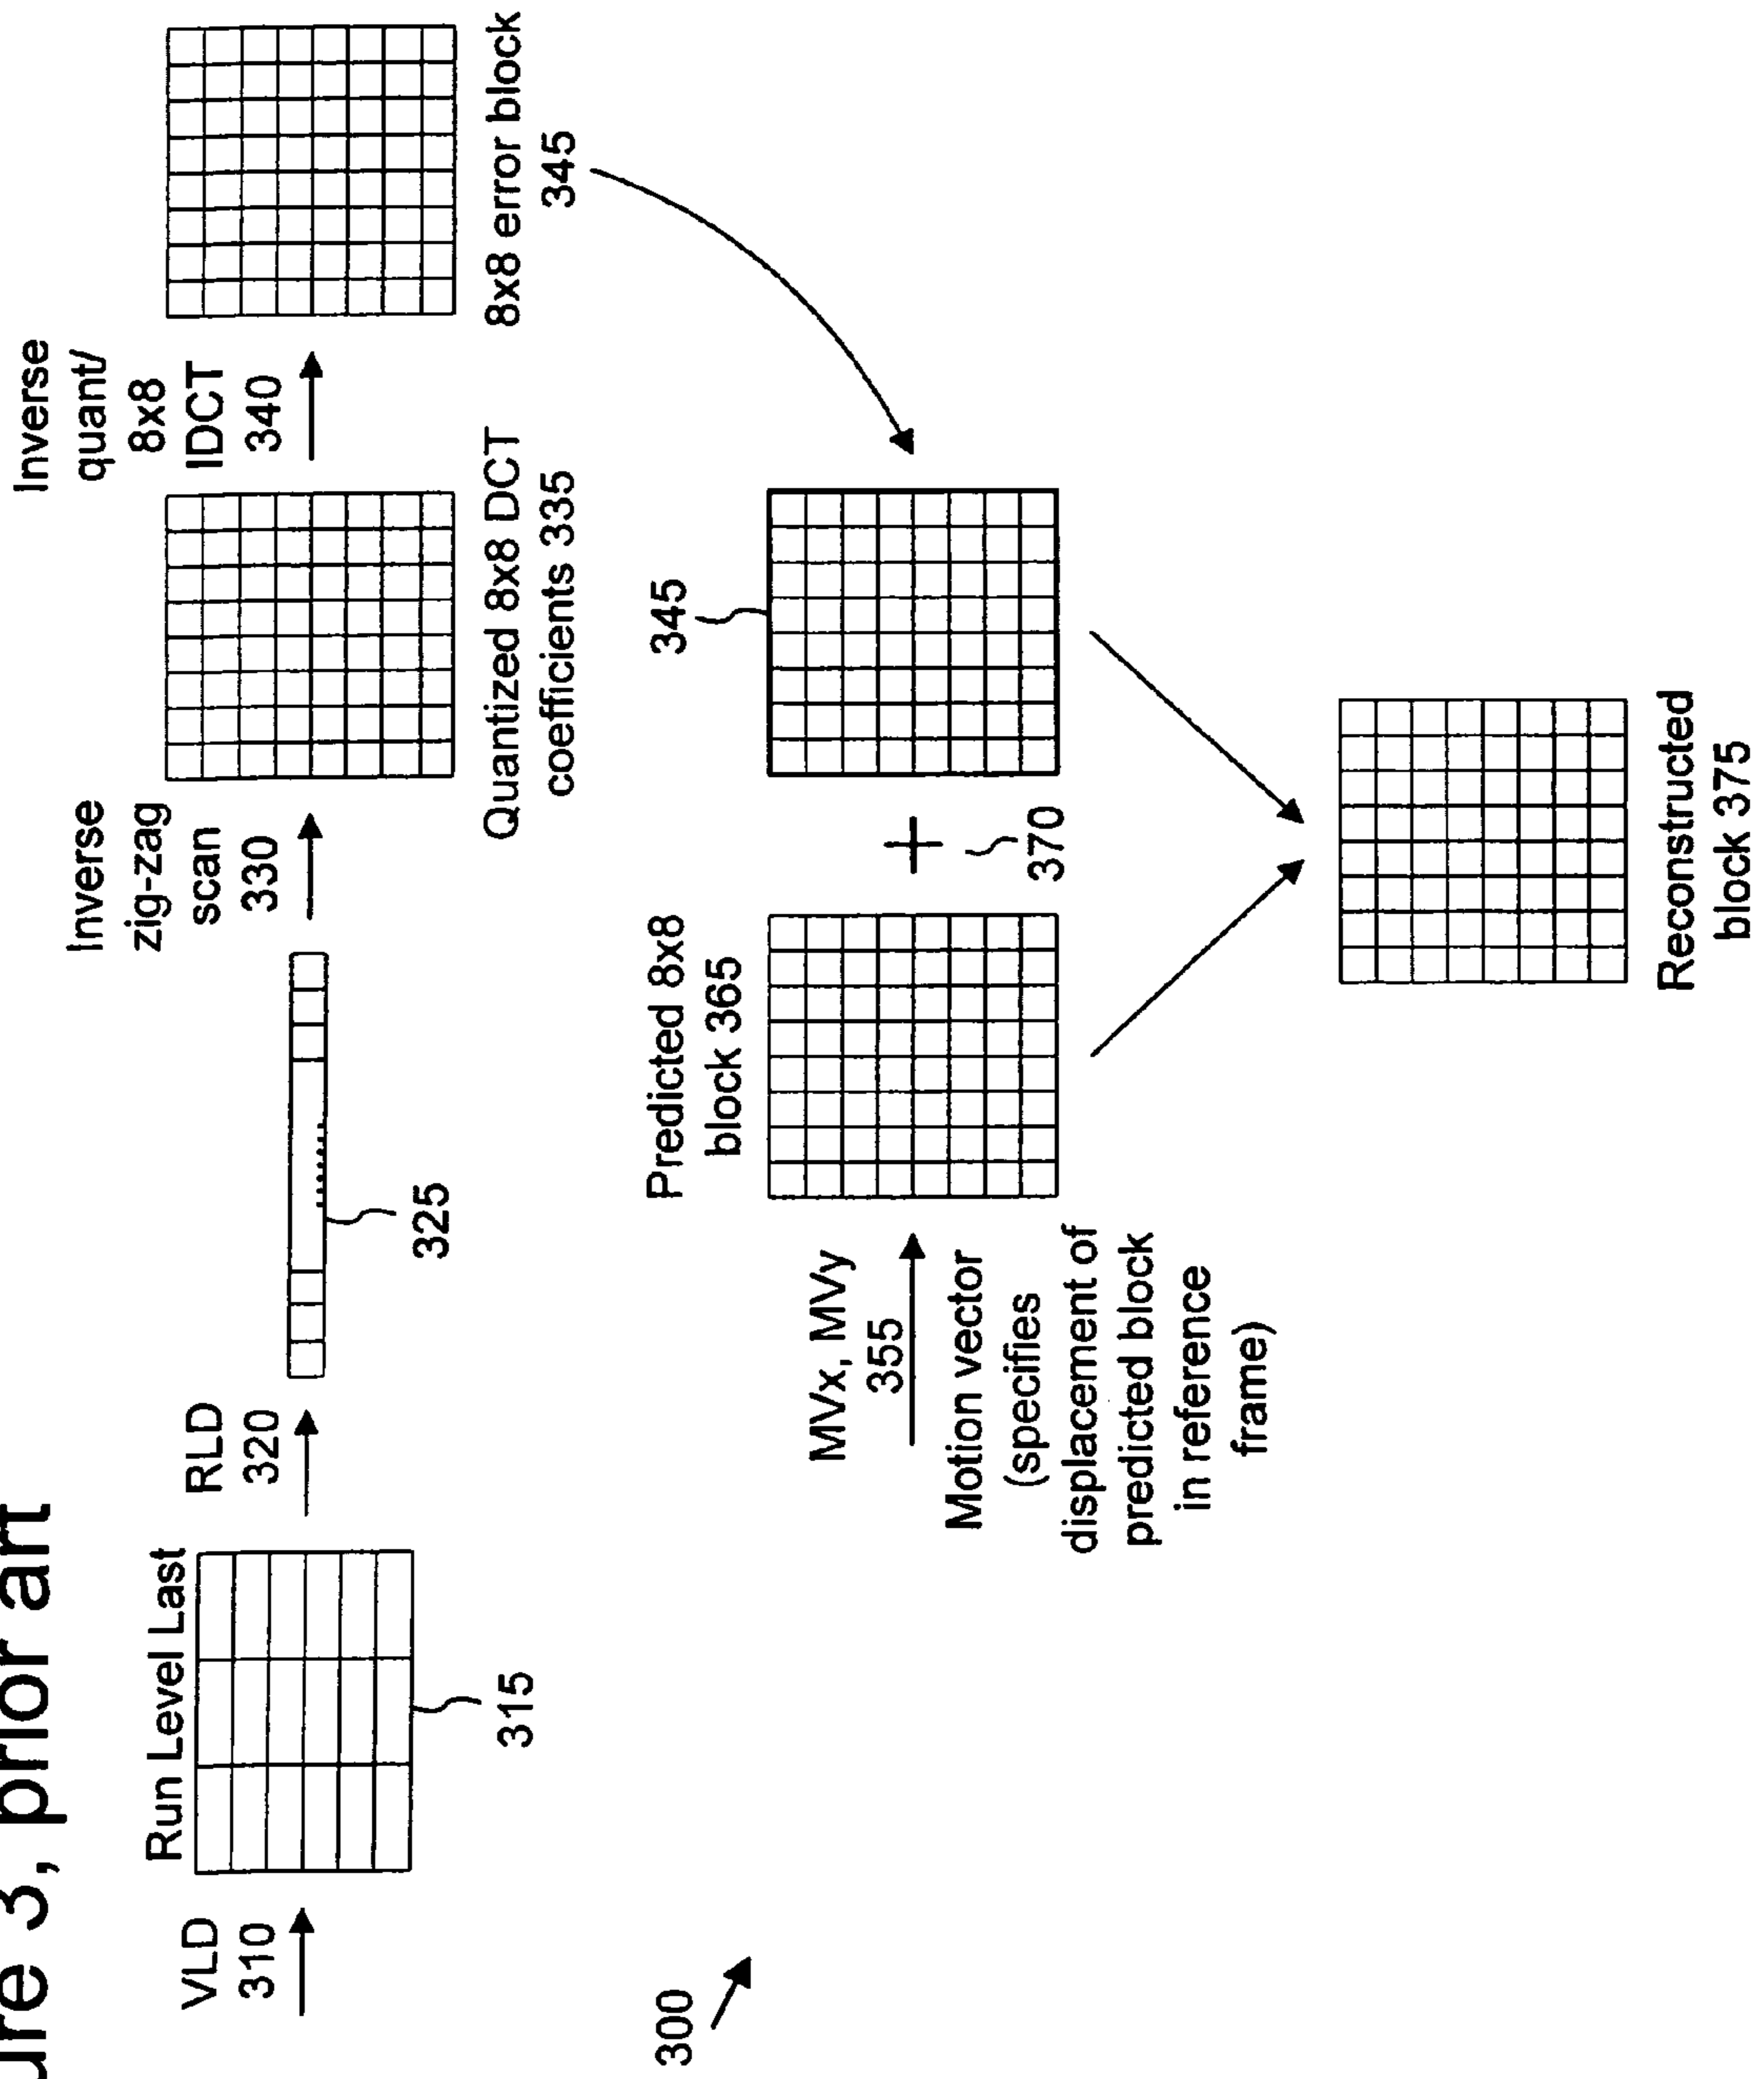 ure 3, prior art
VLD
310
Run Level Last
315
RLD
320
325
Inverse
zig-zag
scan
330
Quantized 8x8 DCT
coefficients 335
Inverse
quant/
8x8
IDCT
340
8x8 error block
345
300
MVx, MVy
355
Motion vector
(specifies
displacement of
predicted block
in reference
frame)
Predicted 8x8
block 365
+
370
345
Reconstructed
block 375